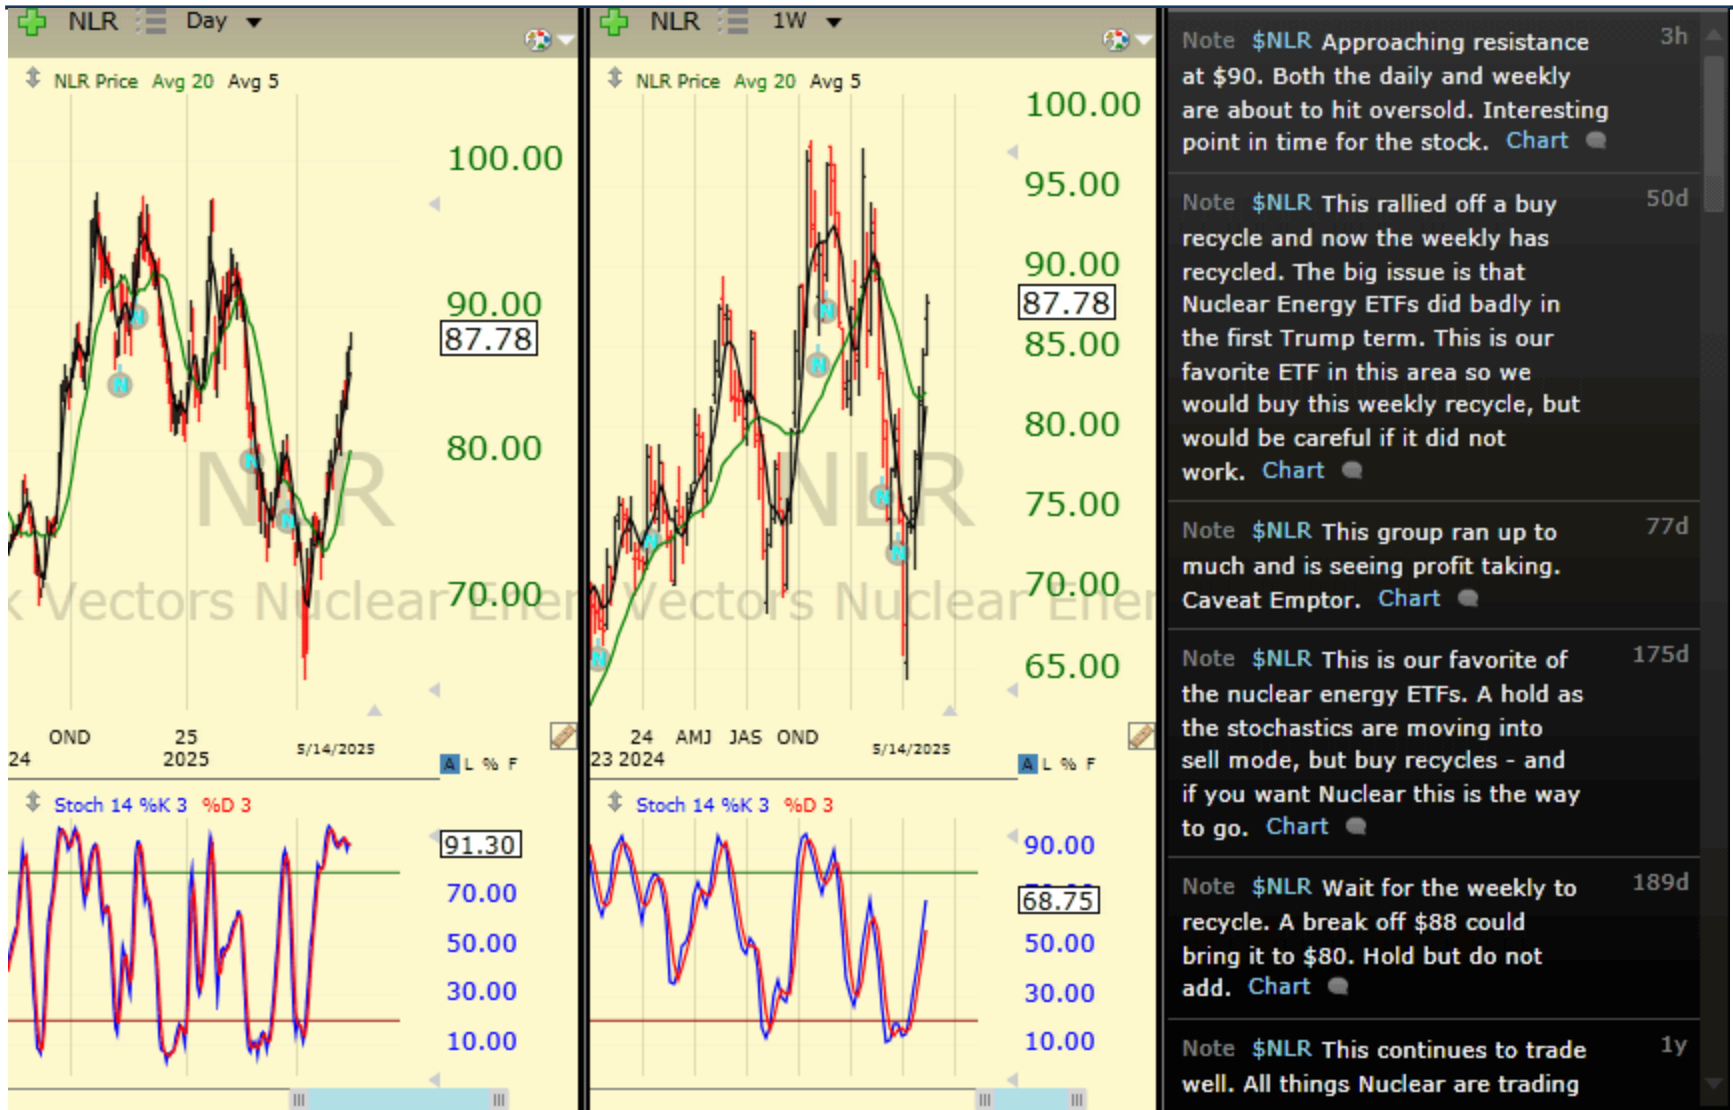 NLR Day
NLR Price Avg 20 Avg 5
100.00
90.00
87.78
80.00
70.00
NLR
k Vectors Nuclear Ener
N
N
N
N
OND 25
24 2025 5/14/2025
A L % F
Stoch 14 %K 3 %D 3
91.30
70.00
50.00
30.00
10.00
NLR 1W
NLR Price Avg 20 Avg 5
100.00
95.00
90.00
87.78
85.00
80.00
75.00
70.00
65.00
NLR
Vectors Nuclear Ener
N
N
N
N
N
N
24 AMJ JAS OND
23 2024 5/14/2025
A L % F
Stoch 14 %K 3 %D 3
90.00
68.75
50.00
30.00
10.00
Note $NLR Approaching resistance 3h
at $90. Both the daily and weekly
are about to hit oversold. Interesting
point in time for the stock. Chart
Note $NLR This rallied off a buy 50d
recycle and now the weekly has
recycled. The big issue is that
Nuclear Energy ETFs did badly in
the first Trump term. This is our
favorite ETF in this area so we
would buy this weekly recycle, but
would be careful if it did not
work. Chart
Note $NLR This group ran up to 77d
much and is seeing profit taking.
Caveat Emptor. Chart
Note $NLR This is our favorite of 175d
the nuclear energy ETFs. A hold as
the stochastics are moving into
sell mode, but buy recycles - and
if you want Nuclear this is the way
to go. Chart
Note $NLR Wait for the weekly to 189d
recycle. A break off $88 could
bring it to $80. Hold but do not
add. Chart
Note $NLR This continues to trade 1y
well. All things Nuclear are trading